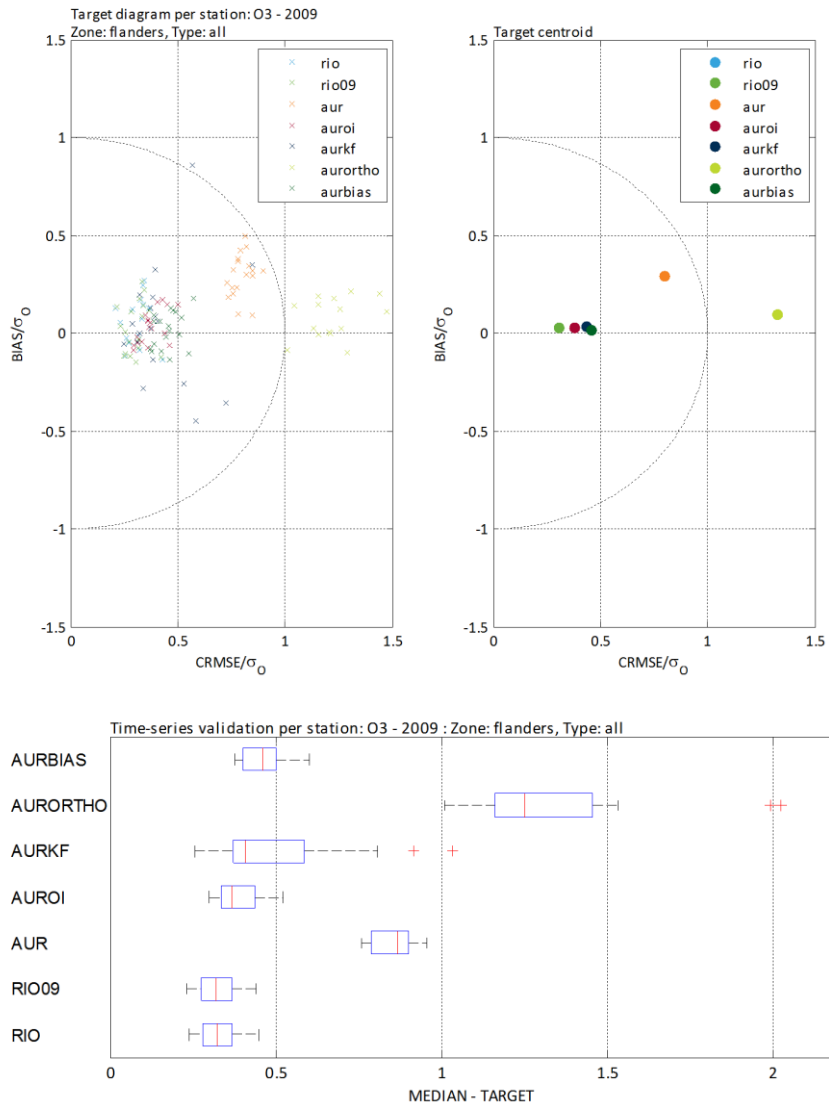 Target diagram per station: O3 - 2009
Zone: flanders, Type: all
rio
rio09
aur
auroi
aurkf
aurortho
aurbias
1.5
1
0.5
0
-0.5
-1
-1.5
BIAS/σO
0
0.5
1
1.5
CRMSE/σO
Target centroid
rio
rio09
aur
auroi
aurkf
aurortho
aurbias
1.5
1
0.5
0
-0.5
-1
-1.5
BIAS/σO
0
0.5
1
1.5
CRMSE/σO
Time-series validation per station: O3 - 2009 : Zone: flanders, Type: all
AURBIAS
AURORTHO
AURKF
AUROI
AUR
RIO09
RIO
0
0.5
1
1.5
2
MEDIAN - TARGET